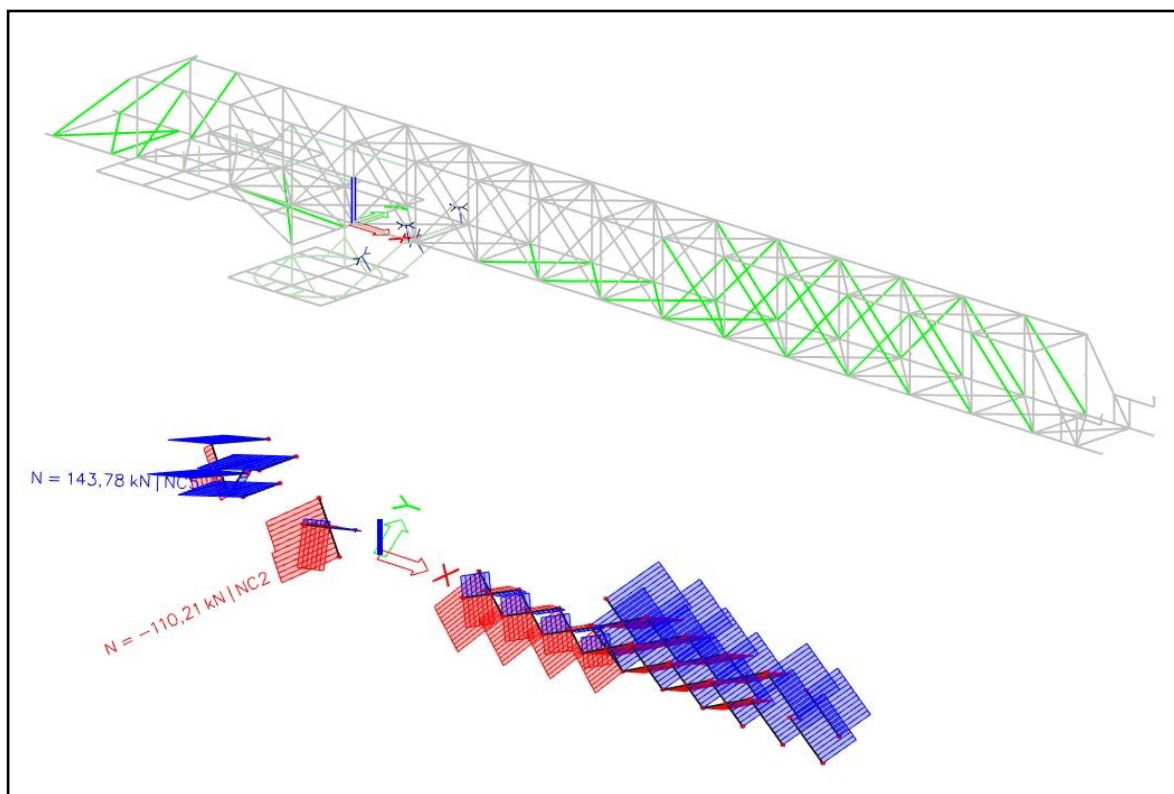 N = 143,78 kN|NC
Y
X
N = -110,21 kN|NC2